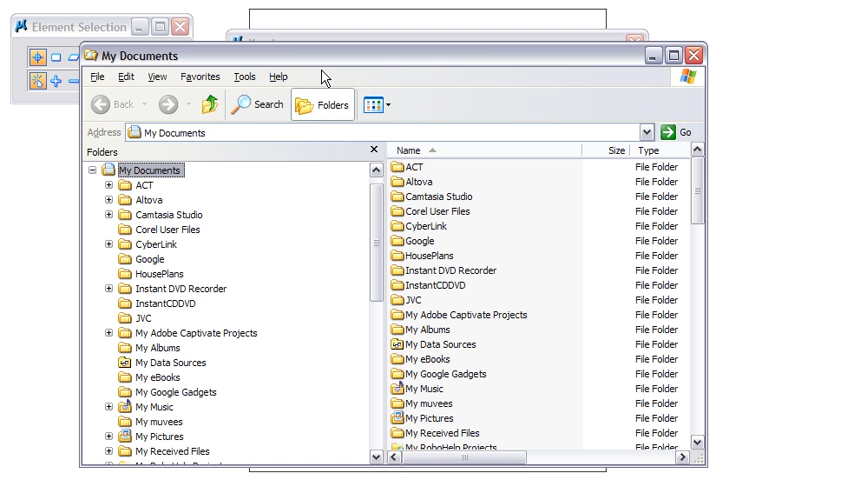 Element Selection
My Documents
File Edit View Favorites Tools Help
Back Search Folders
Address My Documents Go
Folders
Name Size Type
My Documents
ACT
Altova
Camtasia Studio
Corel User Files
CyberLink
Google
HousePlans
Instant DVD Recorder
InstantCDDVD
JVC
My Adobe Captivate Projects
My Albums
My Data Sources
My eBooks
My Google Gadgets
My Music
My muvees
My Pictures
My Received Files
ACT File Folder
Altova File Folder
Camtasia Studio File Folder
Corel User Files File Folder
CyberLink File Folder
Google File Folder
HousePlans File Folder
Instant DVD Recorder File Folder
InstantCDDVD File Folder
JVC File Folder
My Adobe Captivate Projects File Folder
My Albums File Folder
My Data Sources File Folder
My eBooks File Folder
My Google Gadgets File Folder
My Music File Folder
My muvees File Folder
My Pictures File Folder
My Received Files File Folder
My RoboHelp Projects File Folder